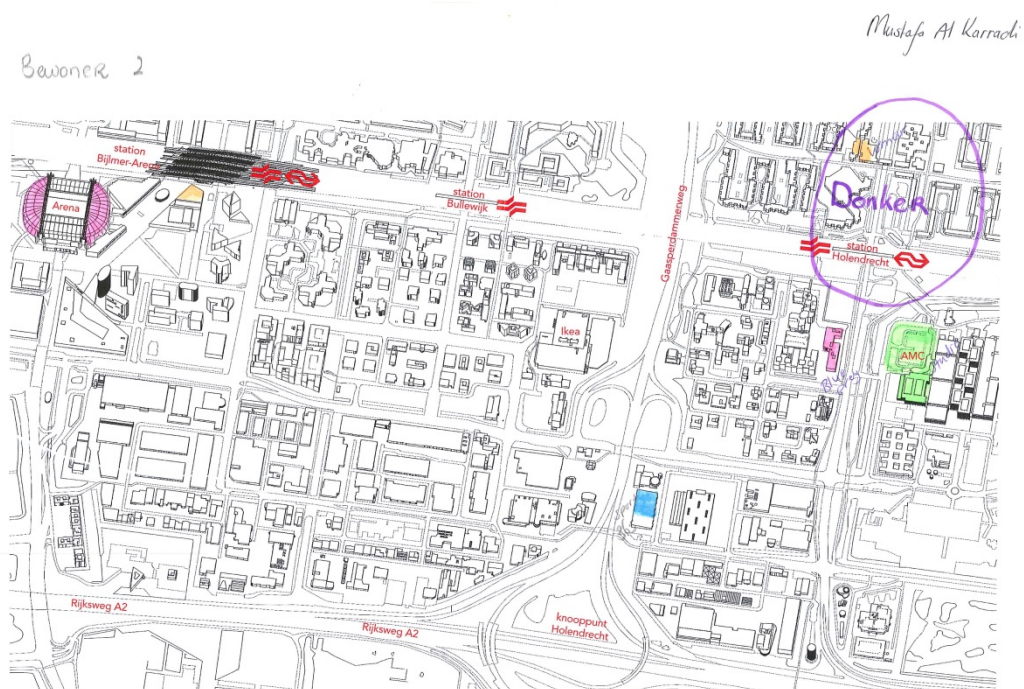 Mustafa Al Karradi
Bewoner 2
station
Bijlmer-Arena
Arena
station
Bullewijk
Gaasperdammerweg
Donker
station
Holendrecht
Ikea
AMC
Rijksweg A2
Rijksweg A2
knooppunt
Holendrecht